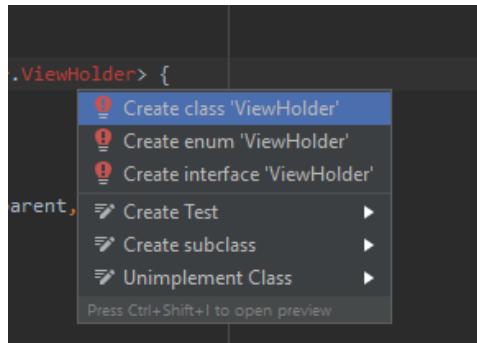 .ViewHolder> {
Create class 'ViewHolder'
Create enum 'ViewHolder'
Create interface 'ViewHolder'
arent,
Create Test
Create subclass
Unimplement Class
Press Ctrl+Shift+I to open preview